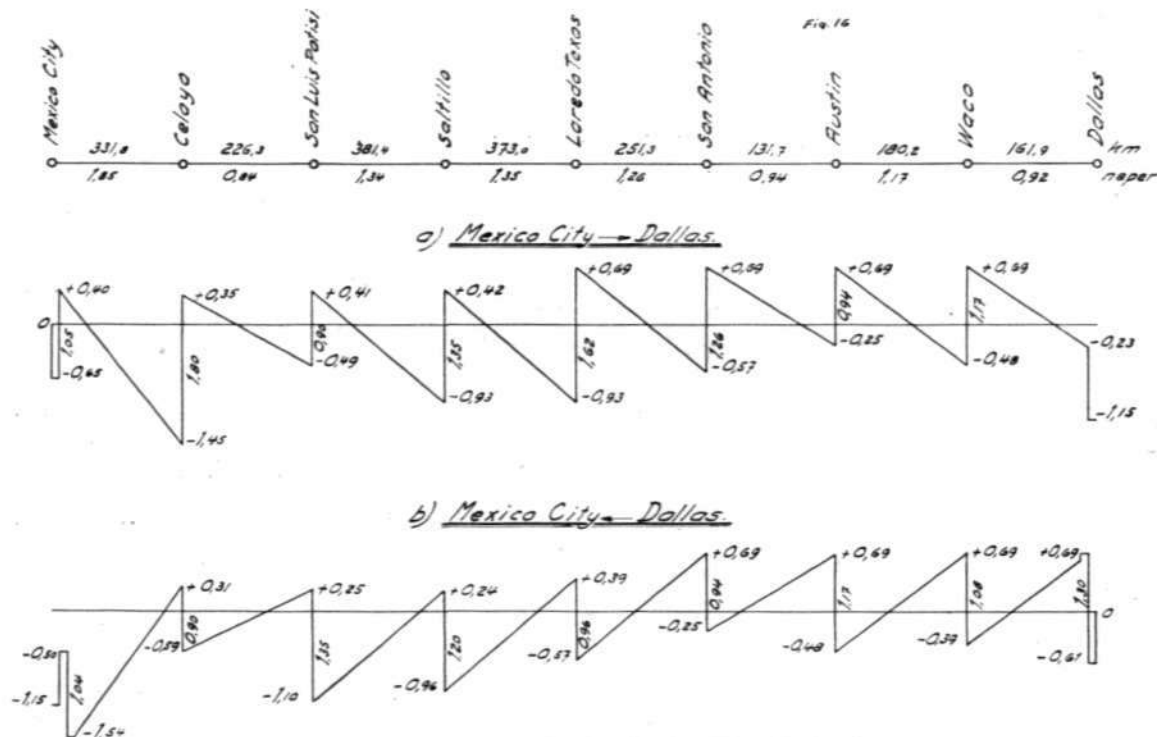 Fig. 16
Mexico City Celaya San Luis Potisi Saltillo Laredo Texas San Antonio Austin Waco Dallas
331,8 226,3 381,4 373,0 251,3 131,7 180,2 161,9 km
1,85 0,84 1,34 1,35 1,26 0,94 1,17 0,92 neper
a) Mexico City → Dallas.
+0,69 +0,69 +0,69 +0,69
+0,40 +0,35 +0,41 +0,42
0
1,05 1,80 0,90 1,35 1,62 1,26 0,94 1,17
-0,65 -0,49 -0,57 -0,25 -0,48 -0,23
-0,93 -0,93 -1,15
-1,45
b) Mexico City ← Dallas.
+0,31 +0,25 +0,24 +0,39 +0,69 +0,69 +0,69 +0,69
0
0,90 1,35 1,20 0,96 0,94 1,17 1,08 1,30
-0,50 -0,59 -0,57 -0,25 -0,48 -0,39 -0,61
-1,15 1,04 -1,10 -0,96
-1,54